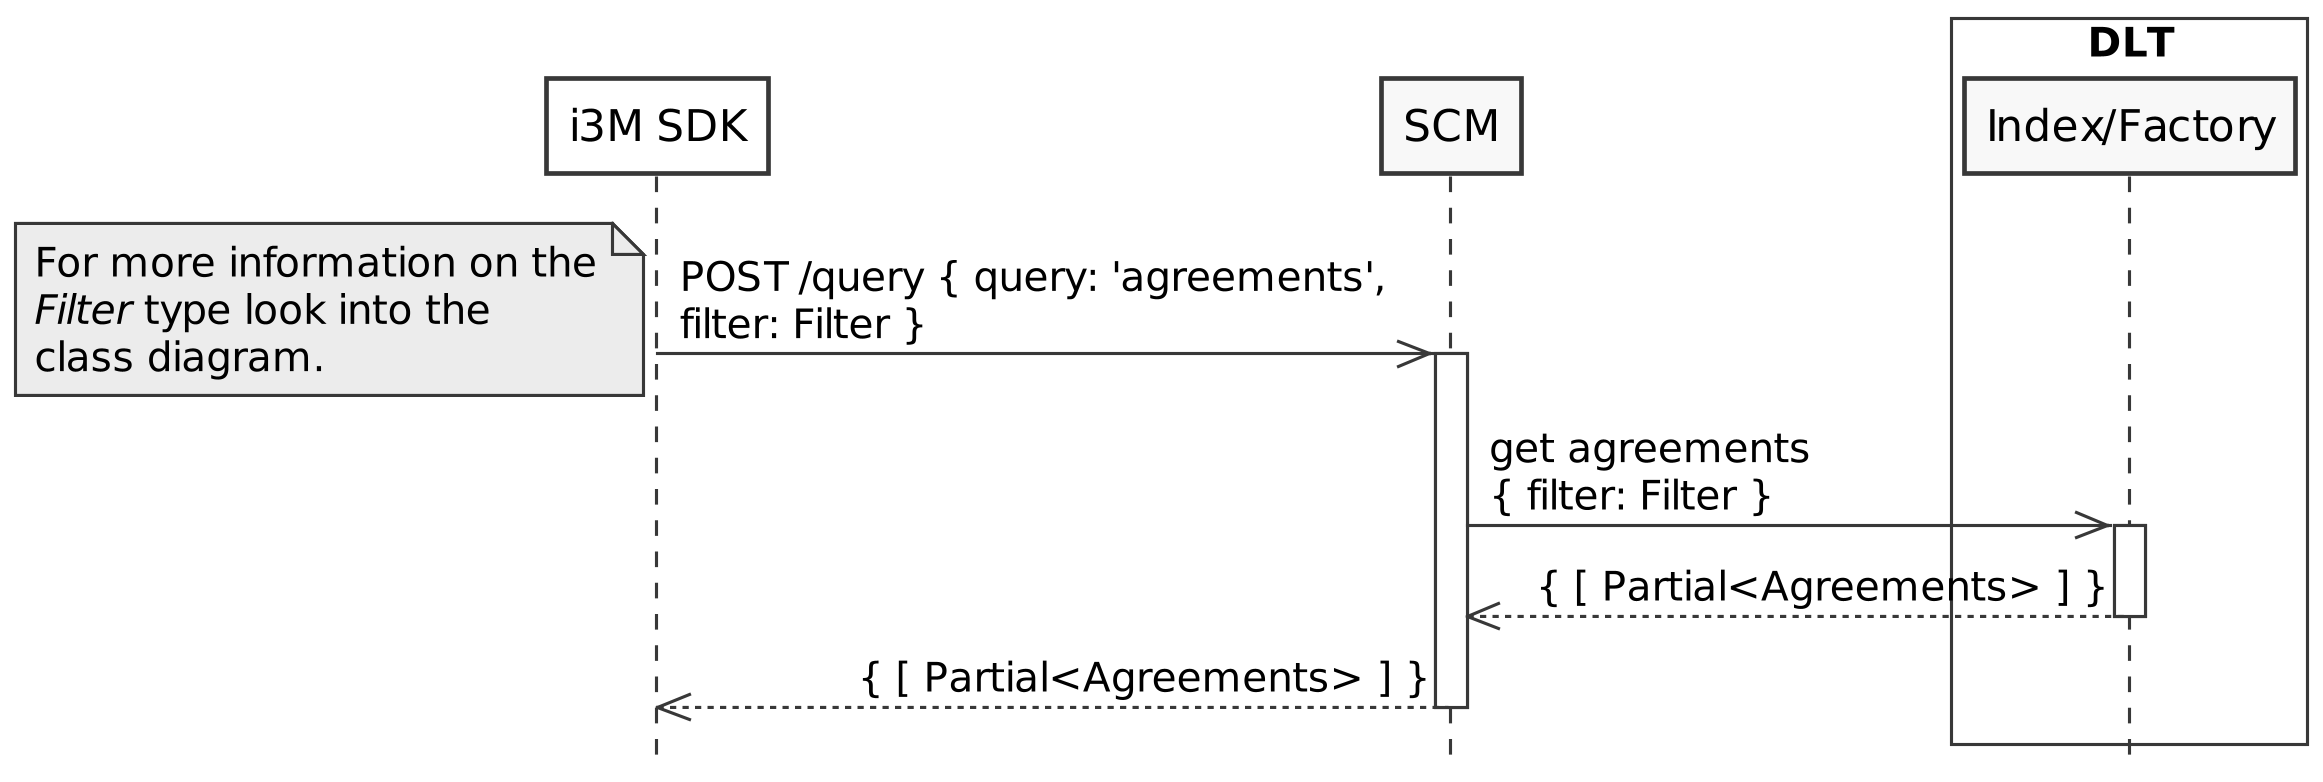 DLT
i3M SDK
SCM
Index/Factory
For more information on the
Filter type look into the
class diagram.
POST /query { query: 'agreements',
filter: Filter }
get agreements
{ filter: Filter }
{ [ Partial<Agreements> ] }
{ [ Partial<Agreements> ] }